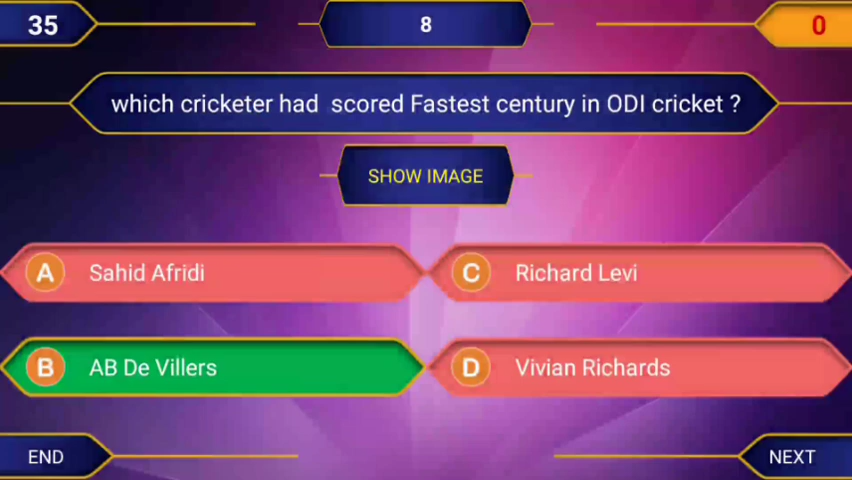 35
8
0
which cricketer had scored Fastest century in ODI cricket ?
SHOW IMAGE
A Sahid Afridi
C Richard Levi
B AB De Villers
D Vivian Richards
END
NEXT